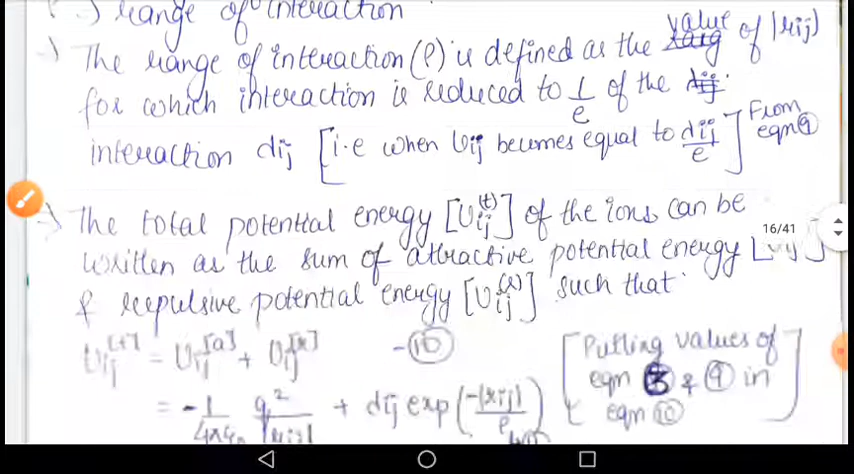 range of interaction
The range of interaction (ρ) is defined as the value of |rij|
for which interaction is reduced to 1/e of the
interaction dij [i.e when Uij becomes equal to dij/e] From eqn ⑨
The total potential energy [Uij^(t)] of the ions can be
written as the sum of attractive potential energy
16/41
& repulsive potential energy [Uij^(r)] such that
Uij^[t] = Uij^[a] + Uij^[r] - ⑩
[Putting values of
eqn ③ & ⑨ in
eqn ⑩]
= - 1/4πε₀ q²/|rij| + dij exp(-|rij|/ρ)